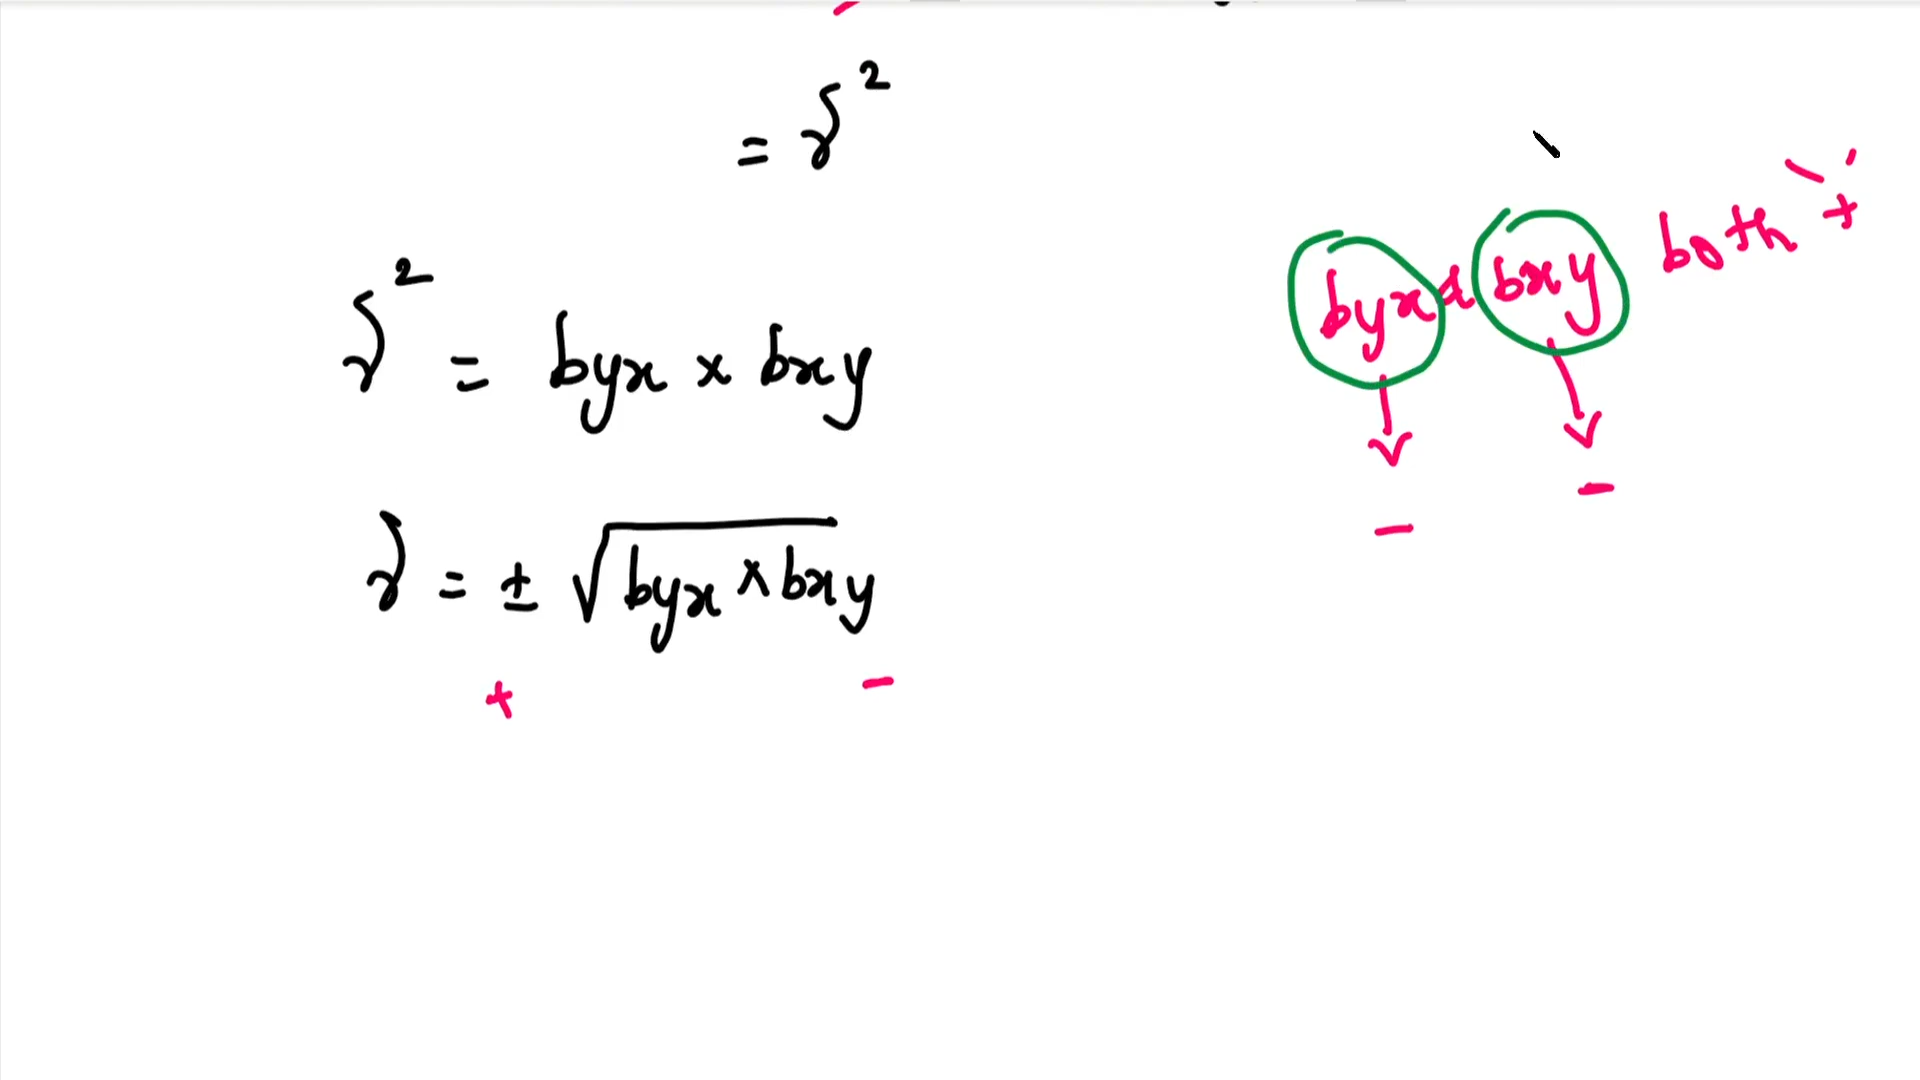 = r²
r² = byx × bxy
r = ± √byx × bxy
+ -
byx & bxy both +
- -